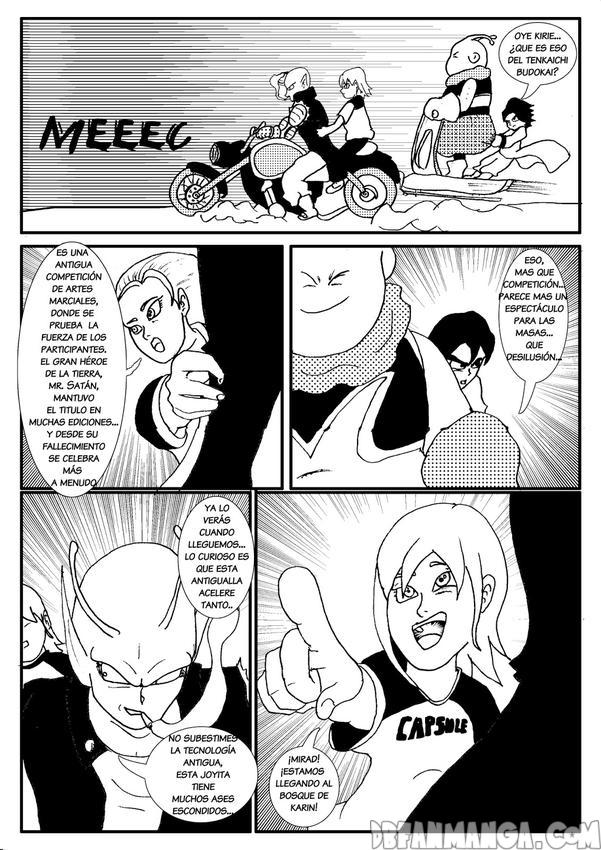 MEEEC
OYE KIRIE...
¿QUE ES ESO
DEL TENKAICHI
BUDOKAI?
ES UNA
ANTIGUA
COMPETICIÓN
DE ARTES
MARCIALES,
DONDE SE
PRUEBA LA
FUERZA DE LOS
PARTICIPANTES.
EL GRAN HÉROE
DE LA TIERRA,
MR. SATÁN,
MANTUVO
EL TITULO EN
MUCHAS EDICIONES...
Y DESDE SU
FALLECIMIENTO
SE CELEBRA
MÁS
A MENUDO
ESO,
MAS QUE
COMPETICIÓN...
PARECE MAS UN
ESPECTÁCULO
PARA LAS
MASAS...
QUE
DESILUSIÓN...
YA LO
VERÁS
CUANDO
LLEGUEMOS...
LO CURIOSO ES
QUE ESTA
ANTIGUALLA
ACELERE
TANTO..
NO SUBESTIMES
LA TECNOLOGÍA
ANTIGUA,
ESTA JOYITA
TIENE
MUCHOS ASES
ESCONDIDOS...
CAPSULE
¡MIRAD!
¡ESTAMOS
LLEGANDO AL
BOSQUE DE
KARIN!
DBFANMANGA.COM